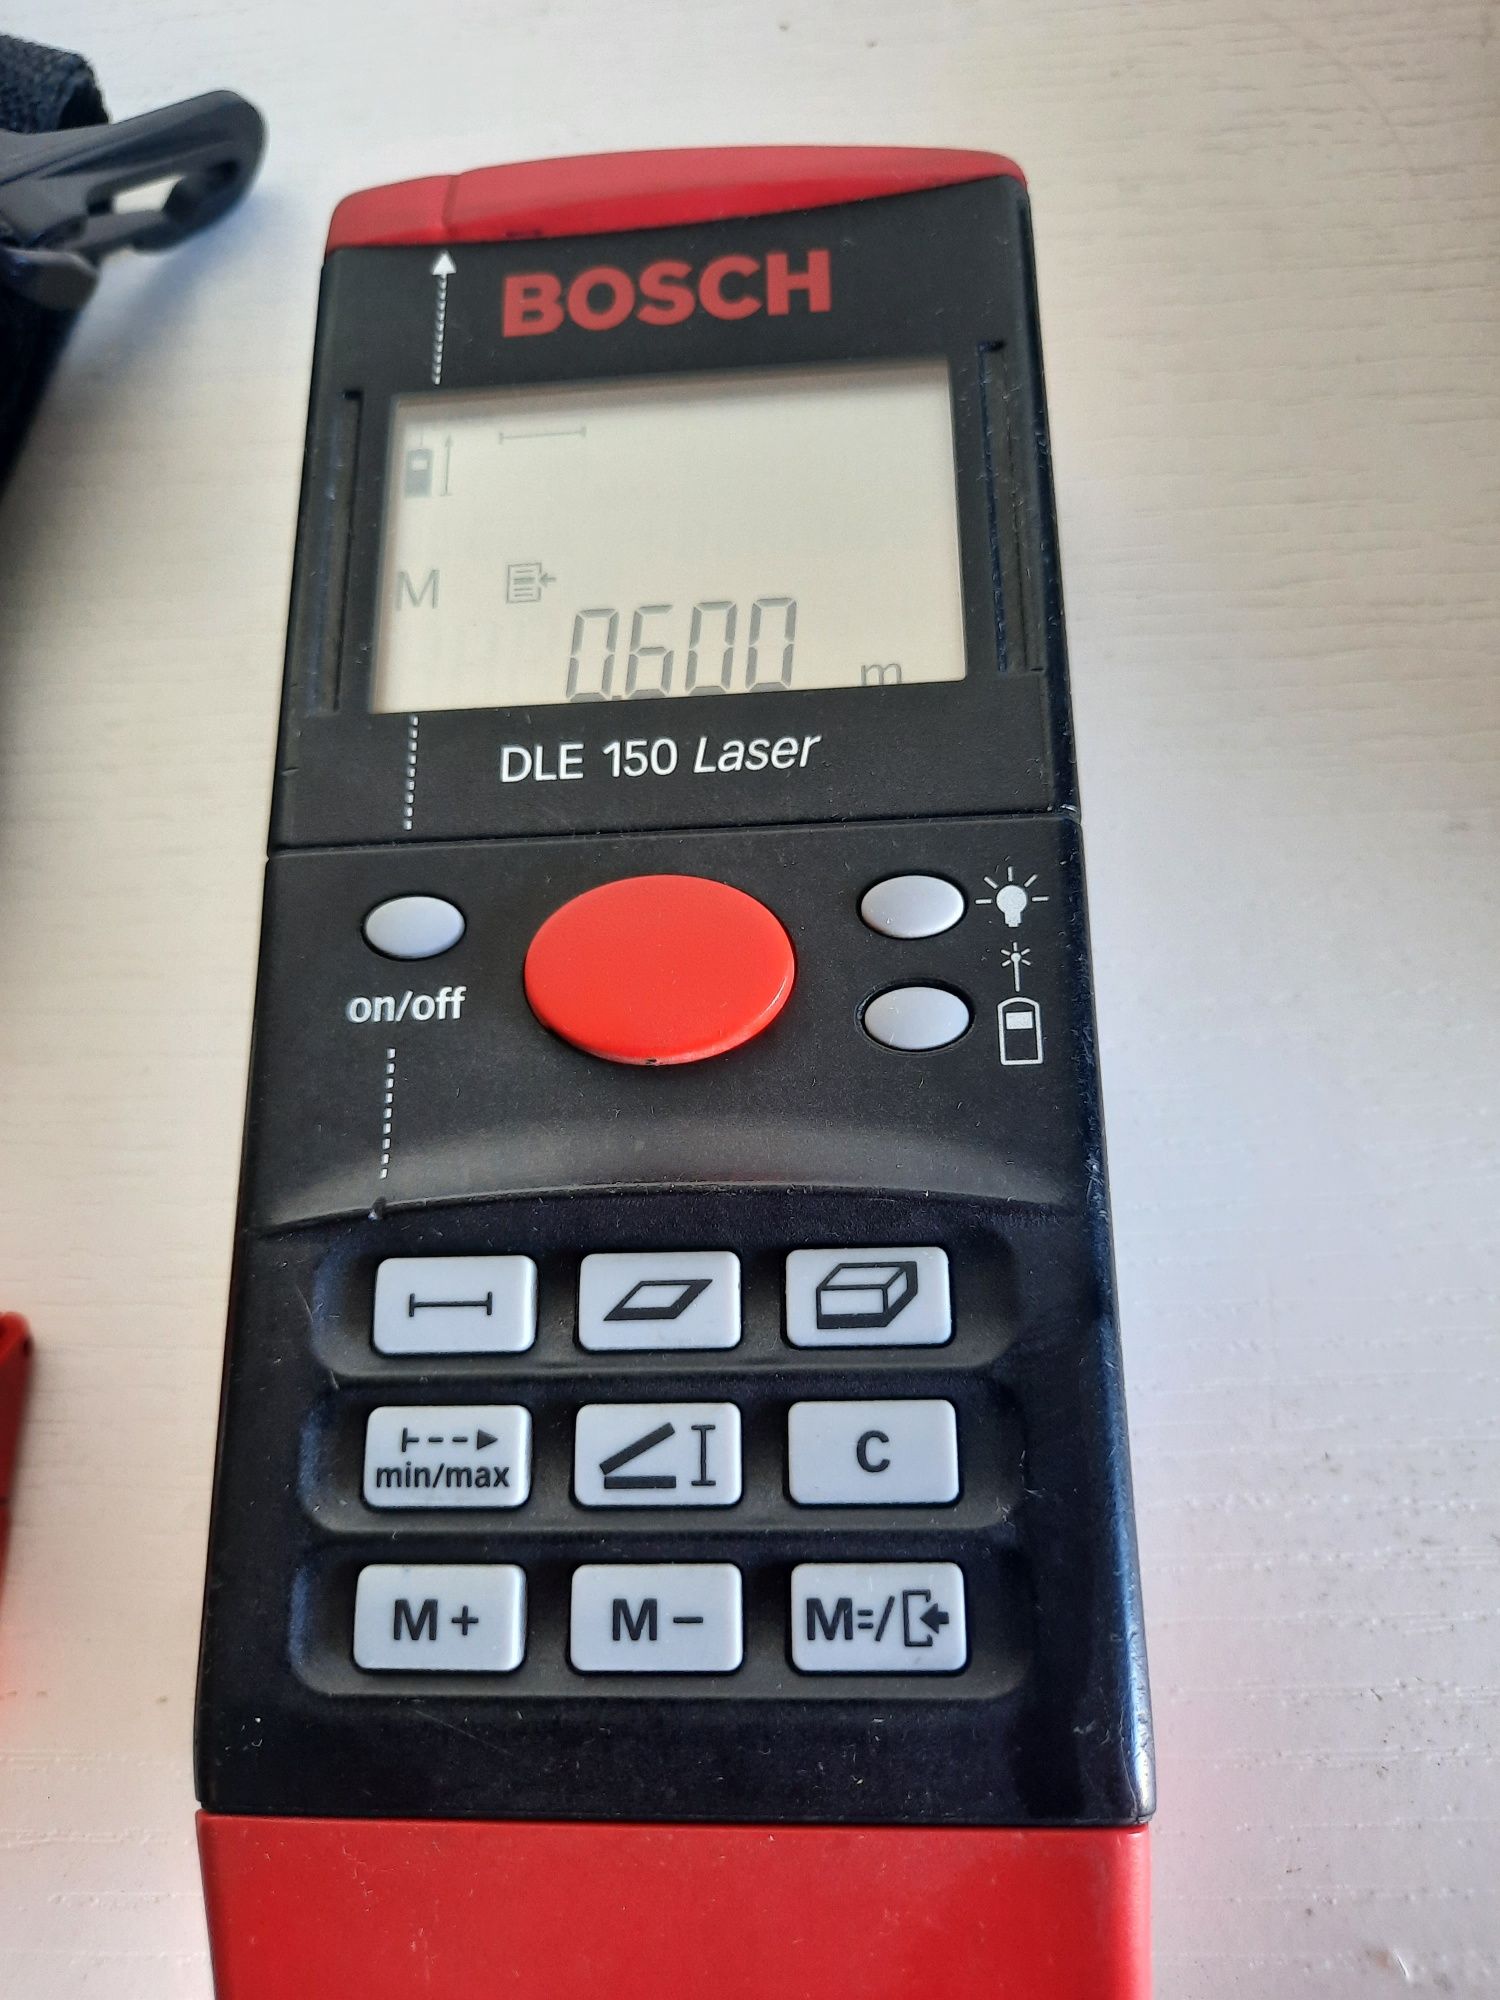 BOSCH
M
0.600 m
DLE 150 Laser
on/off
min/max
C
M+
M−
M=/